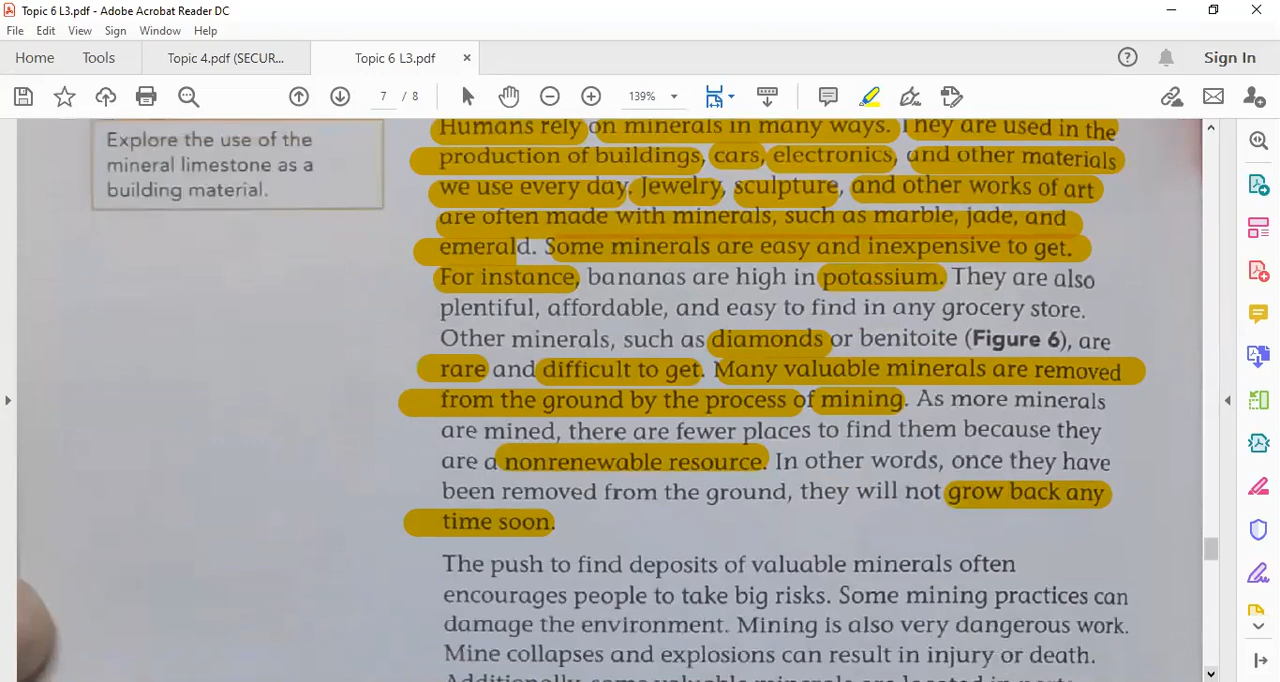 Topic 6 L3.pdf - Adobe Acrobat Reader DC
File Edit View Sign Window Help
Home Tools Topic 4.pdf (SECUR... Topic 6 L3.pdf × Sign In
7 / 8 139%
Explore the use of the
mineral limestone as a
building material.
Humans rely on minerals in many ways. They are used in the
production of buildings, cars, electronics, and other materials
we use every day. Jewelry, sculpture, and other works of art
are often made with minerals, such as marble, jade, and
emerald. Some minerals are easy and inexpensive to get.
For instance, bananas are high in potassium. They are also
plentiful, affordable, and easy to find in any grocery store.
Other minerals, such as diamonds or benitoite (Figure 6), are
rare and difficult to get. Many valuable minerals are removed
from the ground by the process of mining. As more minerals
are mined, there are fewer places to find them because they
are a nonrenewable resource. In other words, once they have
been removed from the ground, they will not grow back any
time soon.
The push to find deposits of valuable minerals often
encourages people to take big risks. Some mining practices can
damage the environment. Mining is also very dangerous work.
Mine collapses and explosions can result in injury or death.
Additionally, some valuable minerals are located in parts